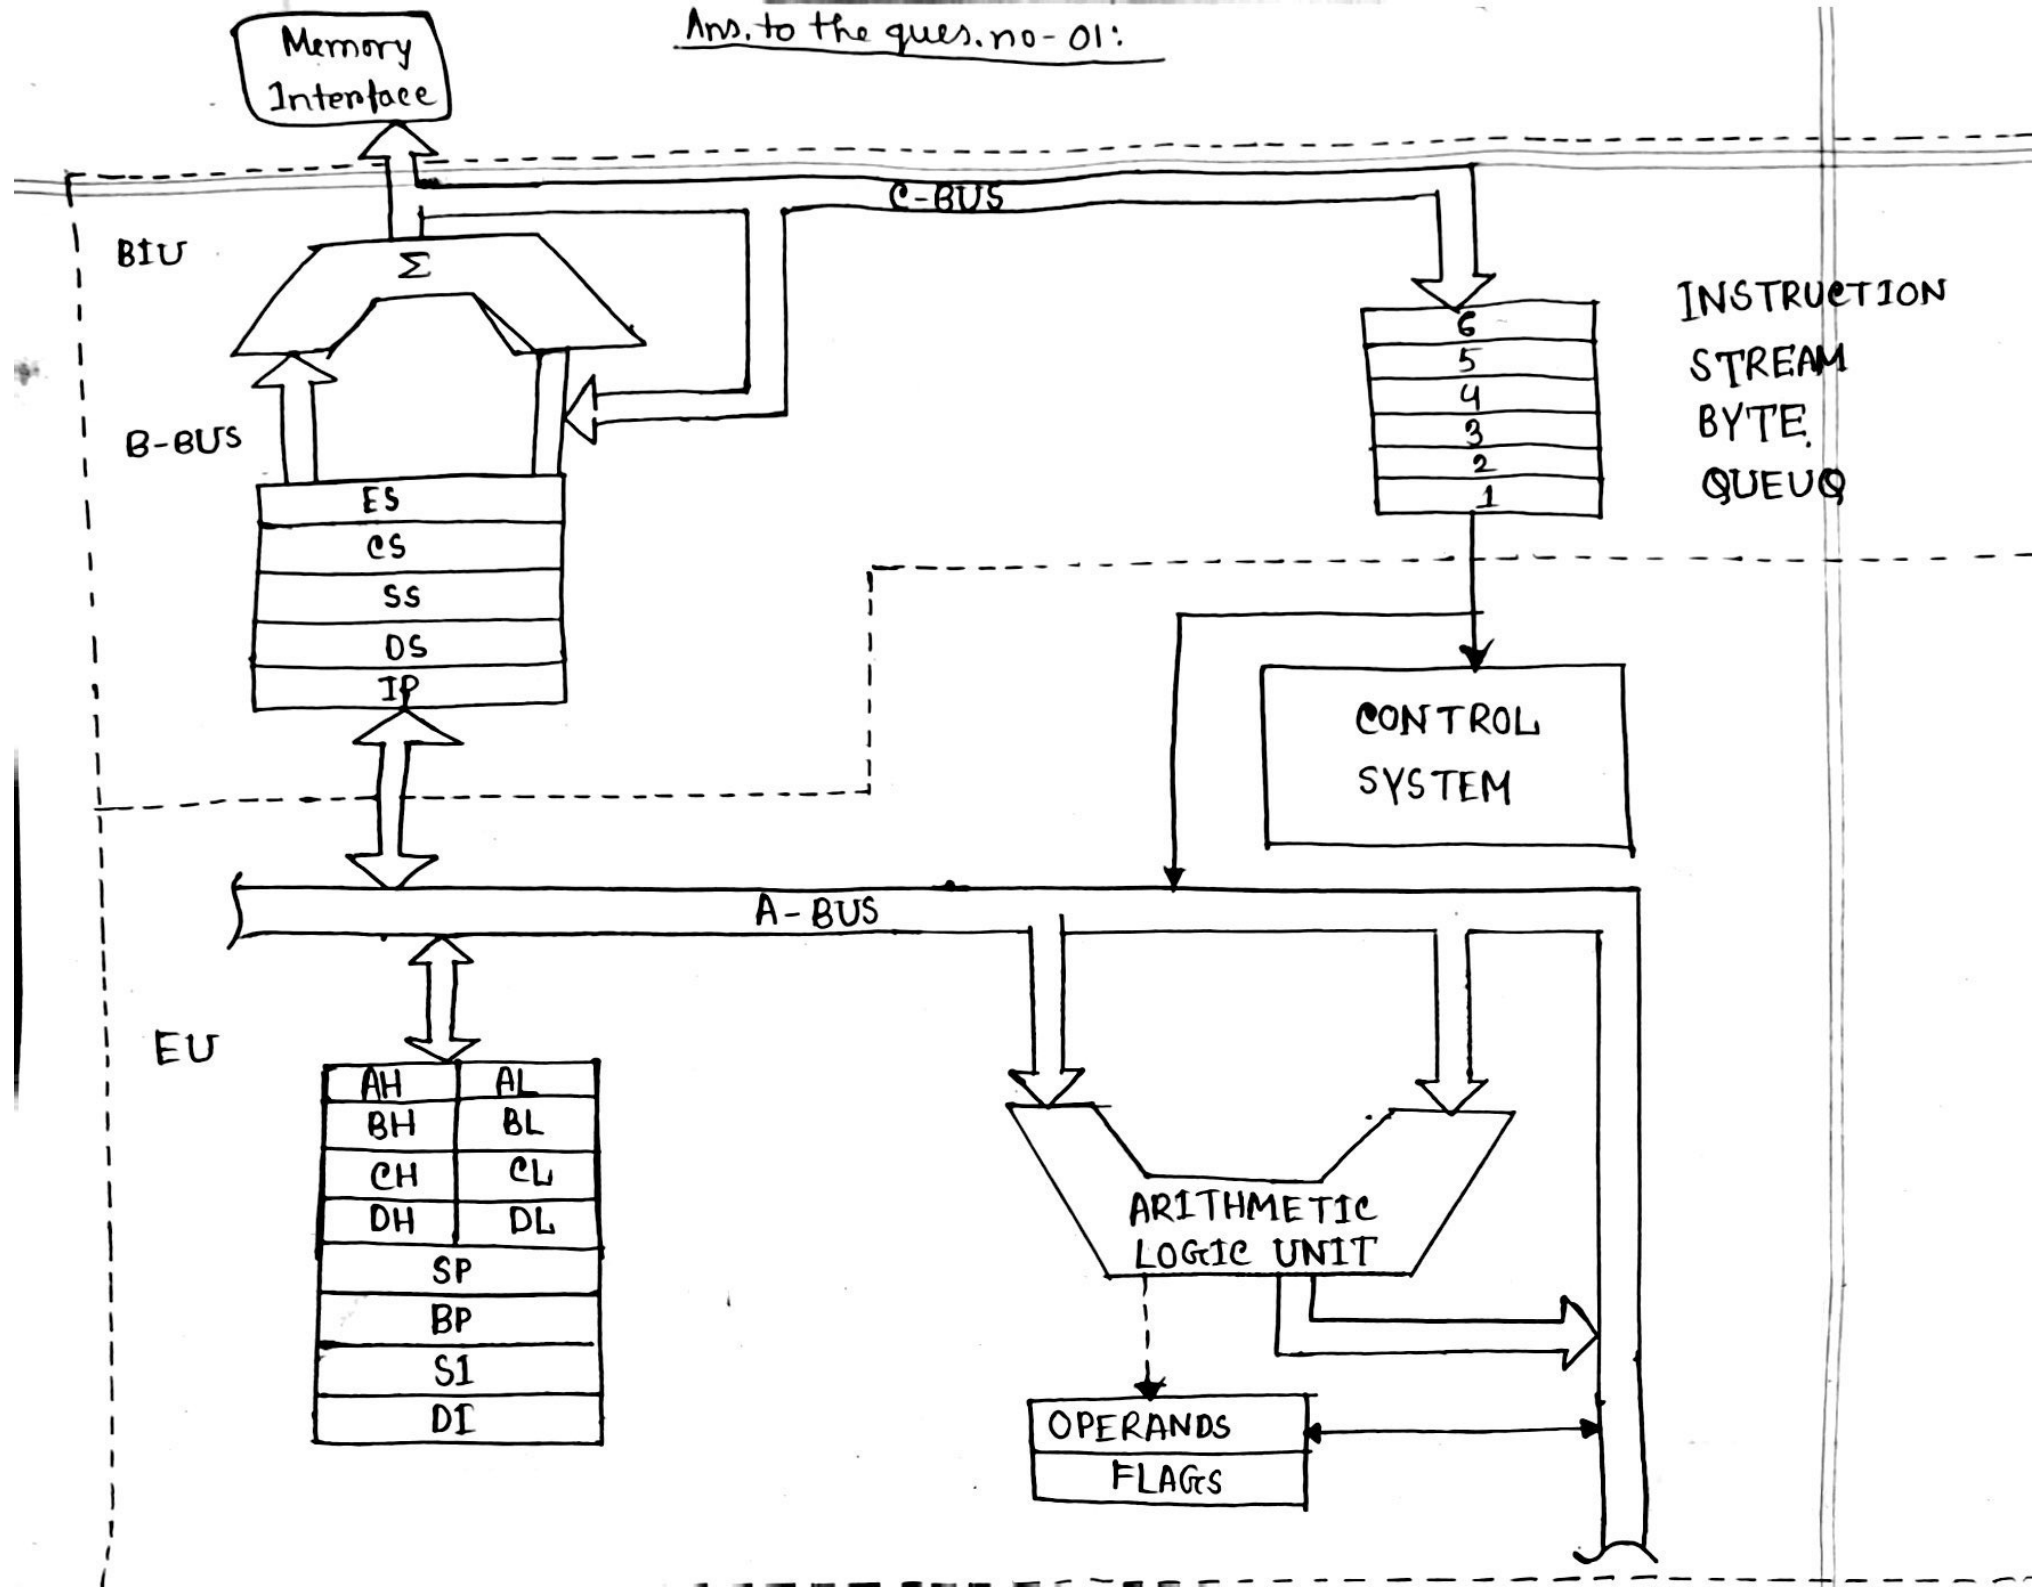 Ans. to the ques. no - 01:
Memory
Interface
C-BUS
BIU
Σ
B-BUS
ES
CS
SS
DS
IP
6
5
4
3
2
1
INSTRUCTION
STREAM
BYTE
QUEUQ
CONTROL
SYSTEM
A-BUS
EU
AH AL
BH BL
CH CL
DH DL
SP
BP
SI
DI
ARITHMETIC
LOGIC UNIT
OPERANDS
FLAGS